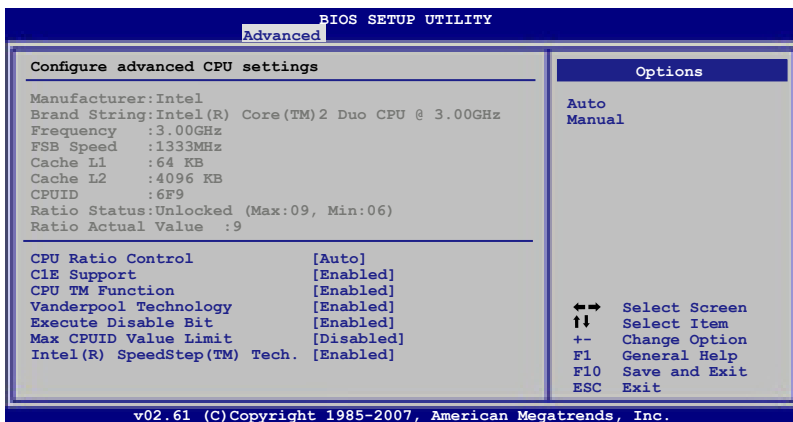 BIOS SETUP UTILITY
Advanced
Configure advanced CPU settings
Manufacturer:Intel
Brand String:Intel(R) Core(TM)2 Duo CPU @ 3.00GHz
Frequency :3.00GHz
FSB Speed :1333MHz
Cache L1 :64 KB
Cache L2 :4096 KB
CPUID :6F9
Ratio Status:Unlocked (Max:09, Min:06)
Ratio Actual Value :9
CPU Ratio Control [Auto]
C1E Support [Enabled]
CPU TM Function [Enabled]
Vanderpool Technology [Enabled]
Execute Disable Bit [Enabled]
Max CPUID Value Limit [Disabled]
Intel(R) SpeedStep(TM) Tech. [Enabled]
Options
Auto
Manual
←→ Select Screen
↑↓ Select Item
+- Change Option
F1 General Help
F10 Save and Exit
ESC Exit
v02.61 (C)Copyright 1985-2007, American Megatrends, Inc.